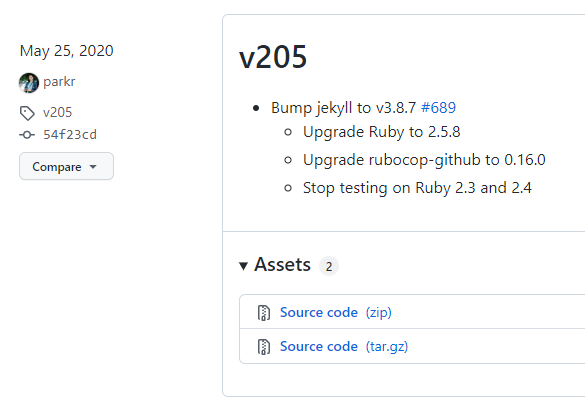 May 25, 2020
parkr
v205
54f23cd
Compare
v205
Bump jekyll to v3.8.7 #689
Upgrade Ruby to 2.5.8
Upgrade rubocop-github to 0.16.0
Stop testing on Ruby 2.3 and 2.4
Assets 2
Source code (zip)
Source code (tar.gz)